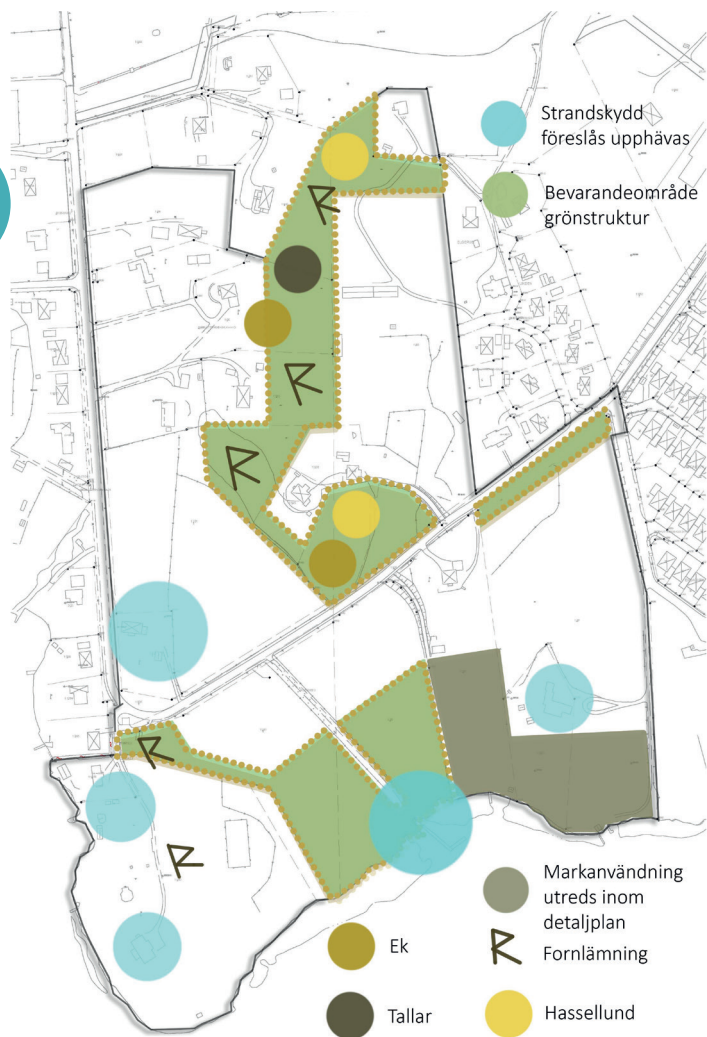 Strandskydd
föreslås upphävas
Bevarandeområde
grönstruktur
Markanvändning
utreds inom
detaljplan
Ek
Fornlämning
Tallar
Hassellund